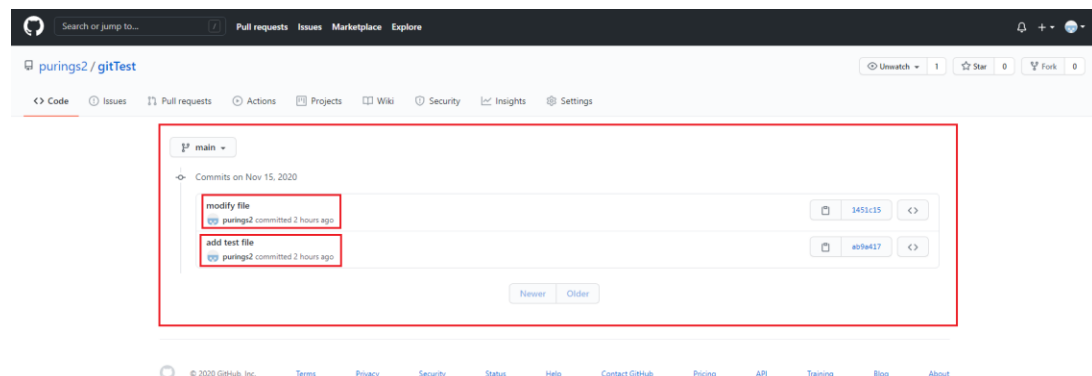 Search or jump to... / Pull requests Issues Marketplace Explore
purings2 / gitTest Unwatch 1 Star 0 Fork 0
Code Issues Pull requests Actions Projects Wiki Security Insights Settings
main
Commits on Nov 15, 2020
modify file
purings2 committed 2 hours ago 1451c15
add test file
purings2 committed 2 hours ago ab9a417
Newer Older
© 2020 GitHub, Inc. Terms Privacy Security Status Help Contact GitHub Pricing API Training Blog About